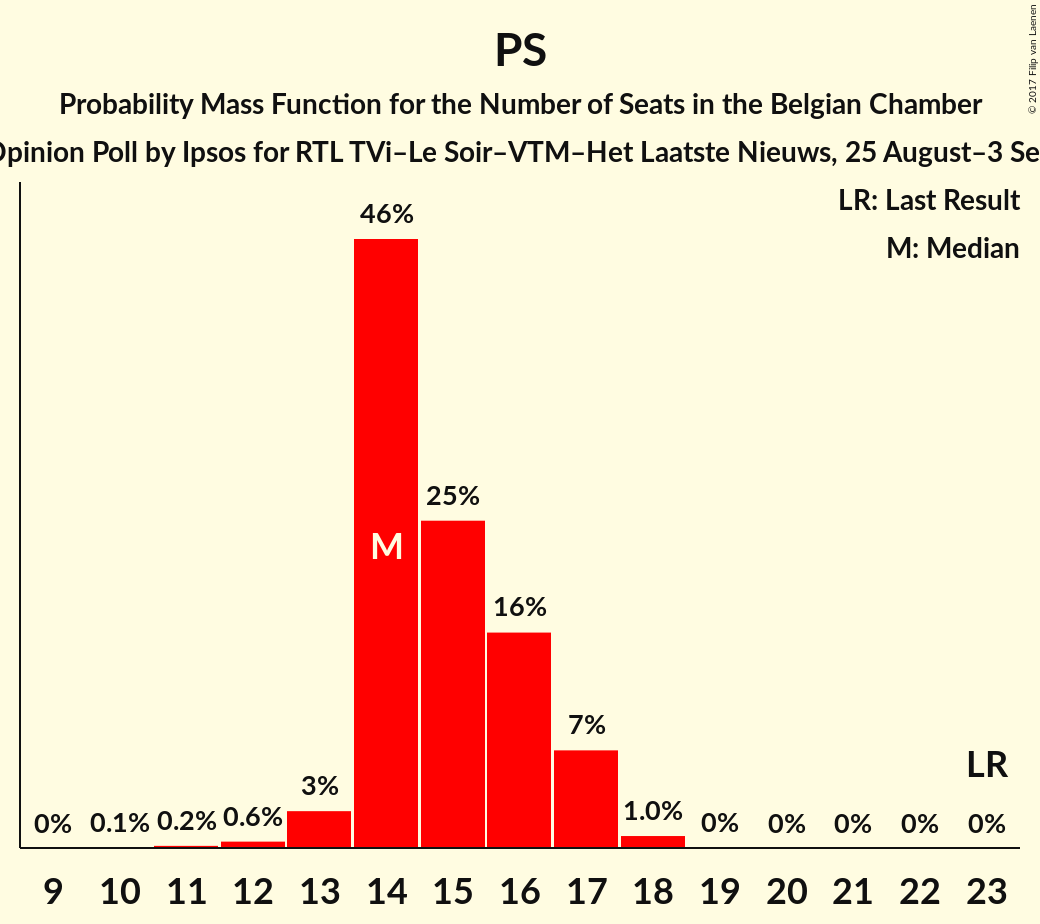 PS
Probability Mass Function for the Number of Seats in the Belgian Chamber
Opinion Poll by Ipsos for RTL TVi–Le Soir–VTM–Het Laatste Nieuws, 25 August–3 Se
© 2017 Filip van Laenen
LR: Last Result
M: Median
46%
25%
M
16%
7%
LR
3%
0% 0.1% 0.2% 0.6% 1.0% 0% 0% 0% 0% 0%
9 10 11 12 13 14 15 16 17 18 19 20 21 22 23